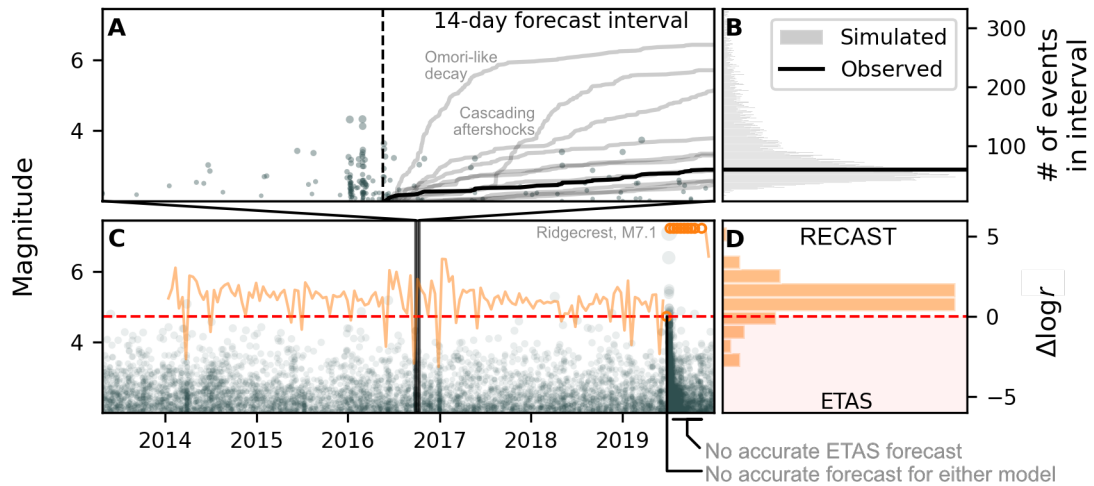 A
14-day forecast interval
B
Omori-like
decay
Cascading
aftershocks
6
4
Simulated
Observed
300
200
100
# of events
in interval
Magnitude
C
Ridgecrest, M7.1
6
4
2014
2015
2016
2017
2018
2019
D
RECAST
ETAS
5
0
−5
Δlogr
No accurate ETAS forecast
No accurate forecast for either model